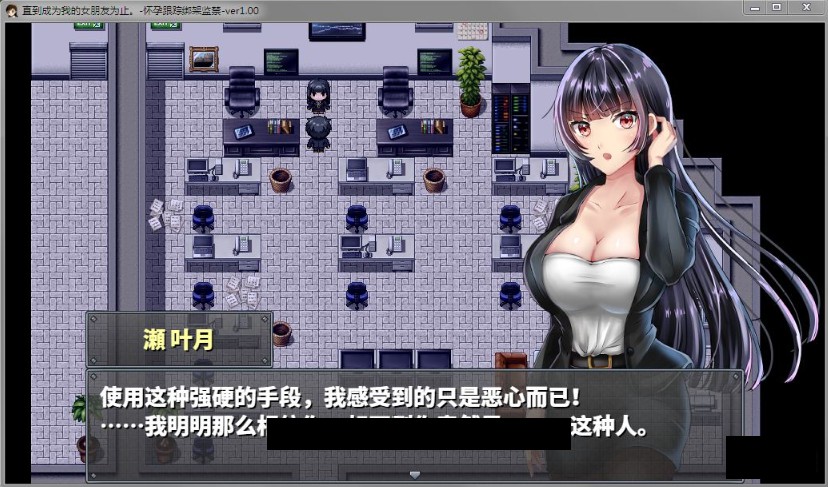 直到成为我的女朋友为止。-怀孕跟踪绑架监禁-ver1.00
瀬 叶月
使用这种强硬的手段，我感受到的只是恶心而已！
……我明明那么 这种人。